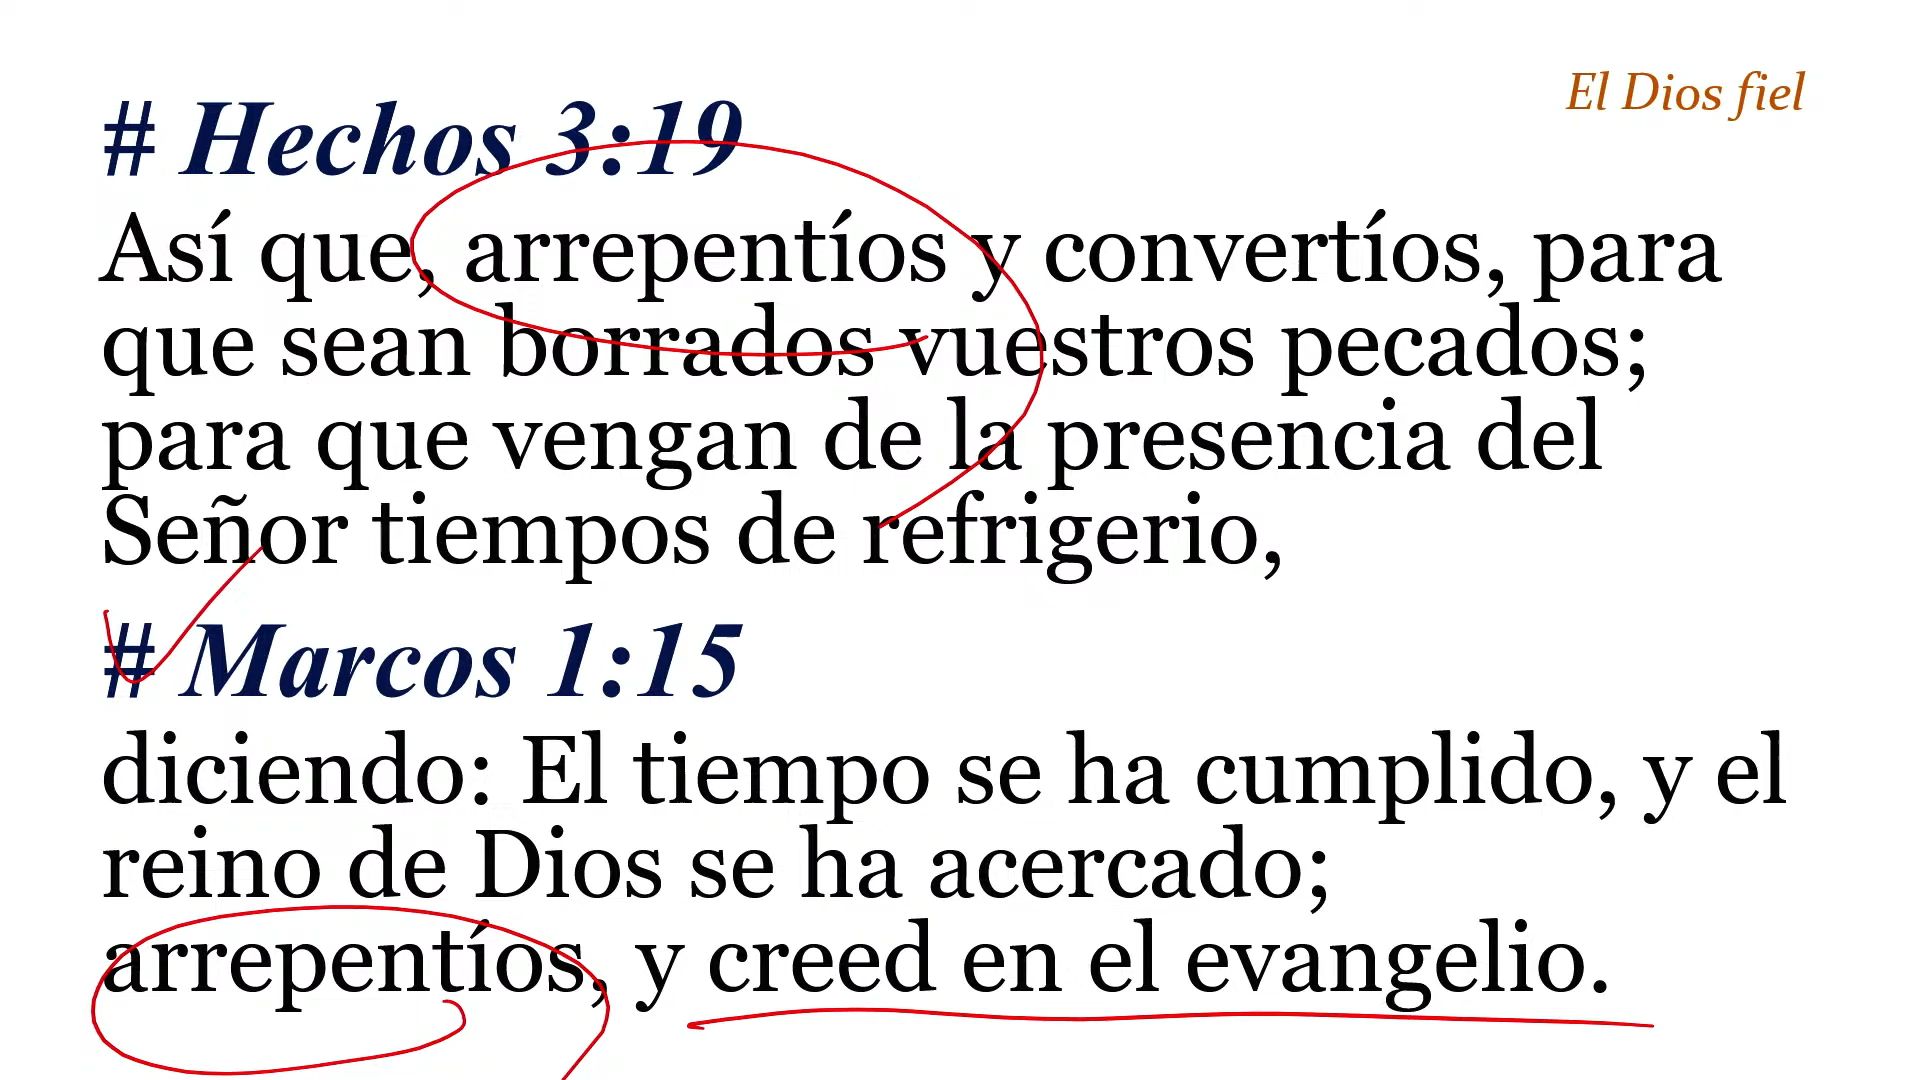 El Dios fiel
# Hechos 3:19
Así que, arrepentíos y convertíos, para
que sean borrados vuestros pecados;
para que vengan de la presencia del
Señor tiempos de refrigerio,
# Marcos 1:15
diciendo: El tiempo se ha cumplido, y el
reino de Dios se ha acercado;
arrepentíos, y creed en el evangelio.